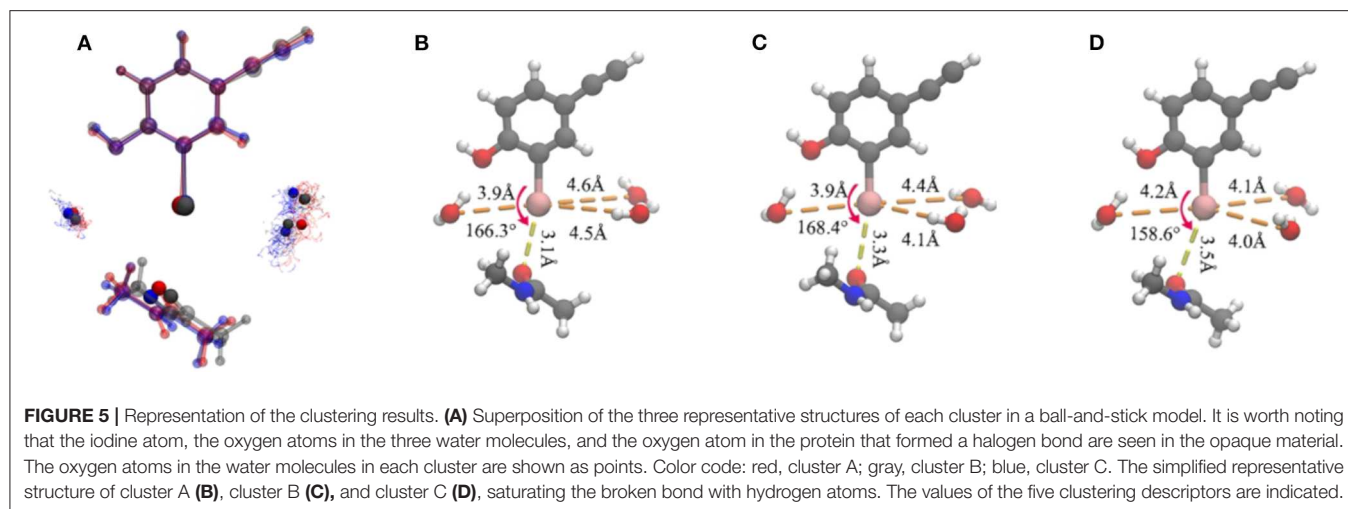 A
B
C
D
3.9Å
4.6Å
166.3°
4.5Å
3.1Å
3.9Å
4.4Å
168.4°
4.1Å
3.3Å
4.2Å
4.1Å
158.6°
4.0Å
3.5Å
FIGURE 5 | Representation of the clustering results. (A) Superposition of the three representative structures of each cluster in a ball-and-stick model. It is worth noting
that the iodine atom, the oxygen atoms in the three water molecules, and the oxygen atom in the protein that formed a halogen bond are seen in the opaque material.
The oxygen atoms in the water molecules in each cluster are shown as points. Color code: red, cluster A; gray, cluster B; blue, cluster C. The simplified representative
structure of cluster A (B), cluster B (C), and cluster C (D), saturating the broken bond with hydrogen atoms. The values of the five clustering descriptors are indicated.